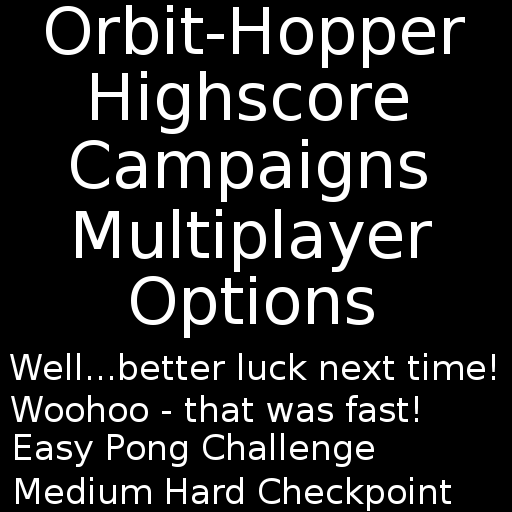 Orbit-Hopper
Highscore
Campaigns
Multiplayer
Options
Well...better luck next time!
Woohoo - that was fast!
Easy Pong Challenge
Medium Hard Checkpoint